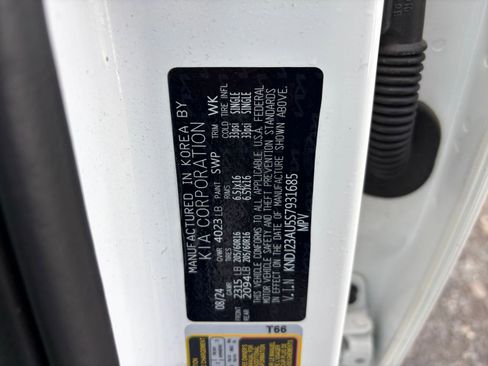 MANUFACTURED IN KOREA BY
KIA CORPORATION
08/24 GVWR 4023 LB PAINT SWP TRIM WK
GAWR TIRES RIMS COLD TIRE INFL
FRONT 2315 LB 205/60R16 6.5Jx16 33psi SINGLE
REAR 2094 LB 205/60R16 6.5Jx16 33psi SINGLE
THIS VEHICLE CONFORMS TO ALL APPLICABLE U.S.A. FEDERAL
MOTOR VEHICLE SAFETY AND THEFT PREVENTION STANDARDS
IN EFFECT ON THE DATE OF MANUFACTURE SHOWN ABOVE.
V.I.N KNDJ23AU5S7931685
MPV
T66